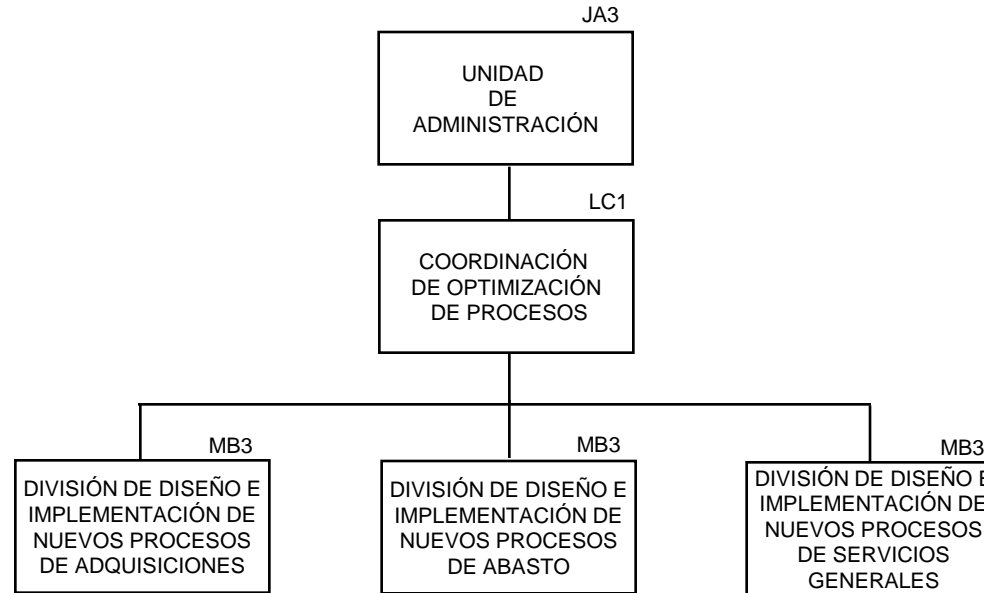 JA3
UNIDAD
DE
ADMINISTRACIÓN
LC1
COORDINACIÓN
DE OPTIMIZACIÓN
DE PROCESOS
MB3
DIVISIÓN DE DISEÑO E
IMPLEMENTACIÓN DE
NUEVOS PROCESOS
DE ADQUISICIONES
MB3
DIVISIÓN DE DISEÑO E
IMPLEMENTACIÓN DE
NUEVOS PROCESOS
DE ABASTO
MB3
DIVISIÓN DE DISEÑO E
IMPLEMENTACIÓN DE
NUEVOS PROCESOS
DE SERVICIOS
GENERALES